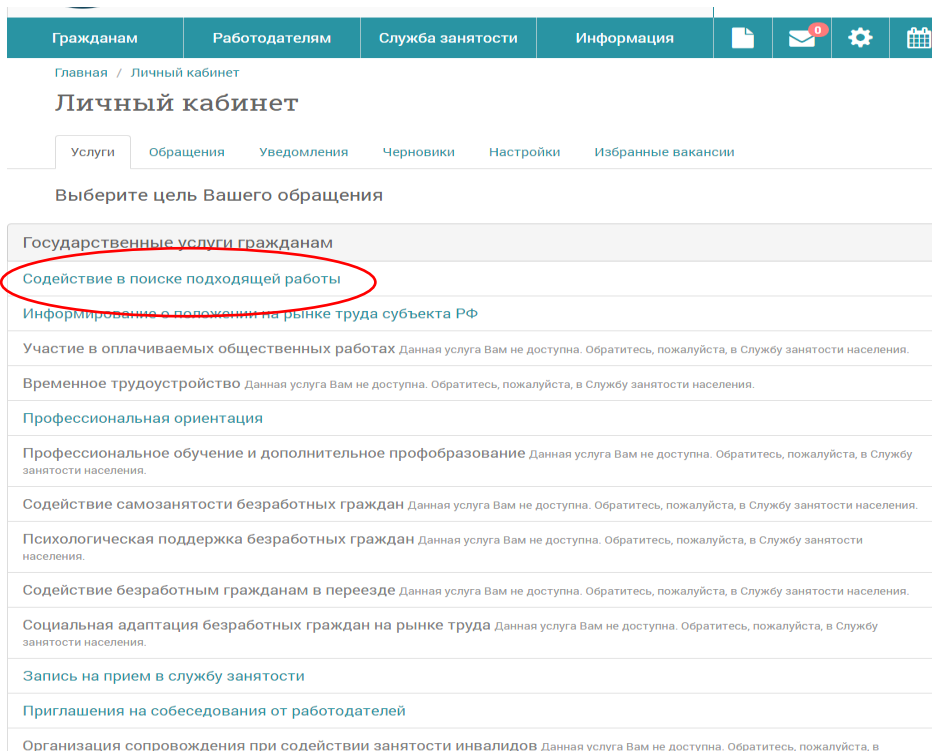 Гражданам Работодателям Служба занятости Информация 0
Главная / Личный кабинет
Личный кабинет
Услуги Обращения Уведомления Черновики Настройки Избранные вакансии
Выберите цель Вашего обращения
Государственные услуги гражданам
Содействие в поиске подходящей работы
Информирование о положении на рынке труда субъекта РФ
Участие в оплачиваемых общественных работах Данная услуга Вам не доступна. Обратитесь, пожалуйста, в Службу занятости населения.
Временное трудоустройство Данная услуга Вам не доступна. Обратитесь, пожалуйста, в Службу занятости населения.
Профессиональная ориентация
Профессиональное обучение и дополнительное профобразование Данная услуга Вам не доступна. Обратитесь, пожалуйста, в Службу
занятости населения.
Содействие самозанятости безработных граждан Данная услуга Вам не доступна. Обратитесь, пожалуйста, в Службу занятости населения.
Психологическая поддержка безработных граждан Данная услуга Вам не доступна. Обратитесь, пожалуйста, в Службу занятости
населения.
Содействие безработным гражданам в переезде Данная услуга Вам не доступна. Обратитесь, пожалуйста, в Службу занятости населения.
Социальная адаптация безработных граждан на рынке труда Данная услуга Вам не доступна. Обратитесь, пожалуйста, в Службу
занятости населения.
Запись на прием в службу занятости
Приглашения на собеседования от работодателей
Организация сопровождения при содействии занятости инвалидов Данная услуга Вам не доступна. Обратитесь, пожалуйста, в